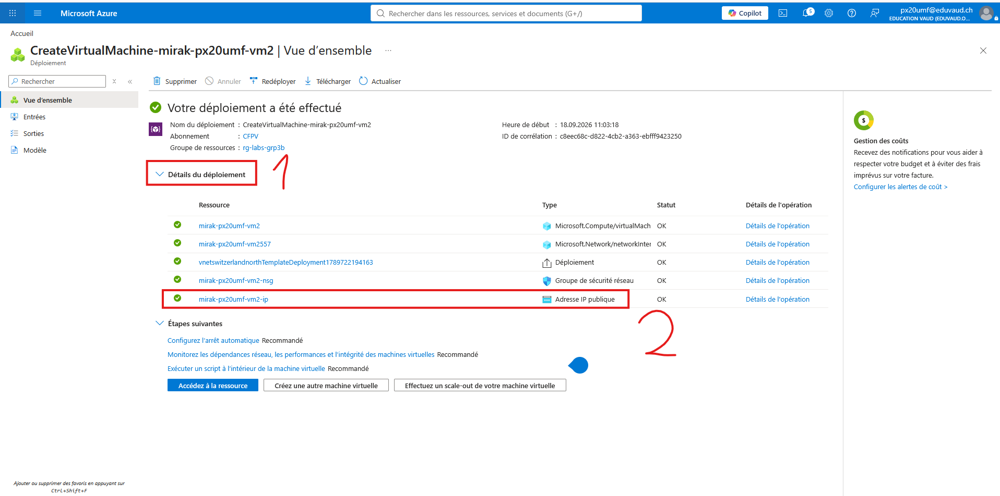 Microsoft Azure
Rechercher dans les ressources, services et documents (G+/)
Copilot
5
px20umf@eduvaud.ch
EDUCATION VAUD (EDUVAUD.O...
Accueil
CreateVirtualMachine-mirak-px20umf-vm2 | Vue d’ensemble ...
Déploiement
Rechercher
Supprimer Annuler Redéployer Télécharger Actualiser
Vue d’ensemble
Entrées
Sorties
Modèle
Votre déploiement a été effectué
Nom du déploiement : CreateVirtualMachine-mirak-px20umf-vm2
Abonnement : CFPV
Groupe de ressources : rg-labs-grp3b
Heure de début : 18.09.2026 11:03:18
ID de corrélation : c8eec68c-d822-4cb2-a363-ebfff9423250
1
Détails du déploiement
Ressource Type Statut Détails de l'opération
mirak-px20umf-vm2 Microsoft.Compute/virtualMach OK Détails de l'opération
mirak-px20umf-vm2557 Microsoft.Network/networkInter OK Détails de l'opération
vnetswitzerlandnorthTemplateDeployment1789722194163 Déploiement OK Détails de l'opération
mirak-px20umf-vm2-nsg Groupe de sécurité réseau OK Détails de l'opération
mirak-px20umf-vm2-ip Adresse IP publique OK Détails de l'opération
2
Étapes suivantes
Configurez l’arrêt automatique Recommandé
Monitorez les dépendances réseau, les performances et l’intégrité des machines virtuelles Recommandé
Exécuter un script à l’intérieur de la machine virtuelle Recommandé
Accédez à la ressource Créez une autre machine virtuelle Effectuez un scale-out de votre machine virtuelle
$
Gestion des coûts
Recevez des notifications pour vous aider à
respecter votre budget et à éviter des frais
imprévus sur votre facture.
Configurer les alertes de coût >
Ajouter ou supprimer des favoris en appuyant sur
Ctrl+Shift+F